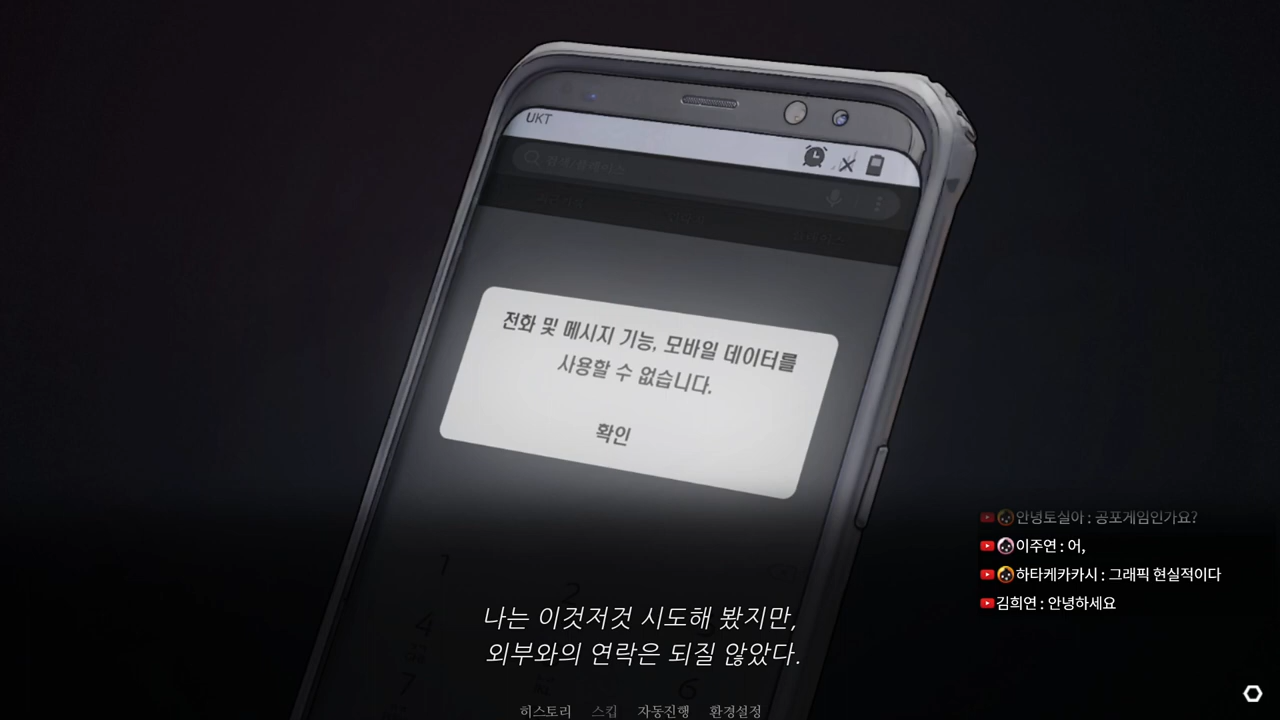 UKT
전화 및 메시지 기능, 모바일 데이터를
사용할 수 없습니다.
확인
안녕토실아 : 공포게임인가요?
이주연 : 어,
하타케카카시 : 그래픽 현실적이다
김희연 : 안녕하세요
1
2
4
7
6
나는 이것저것 시도해 봤지만,
외부와의 연락은 되질 않았다.
히스토리 스킵 자동진행 환경설정